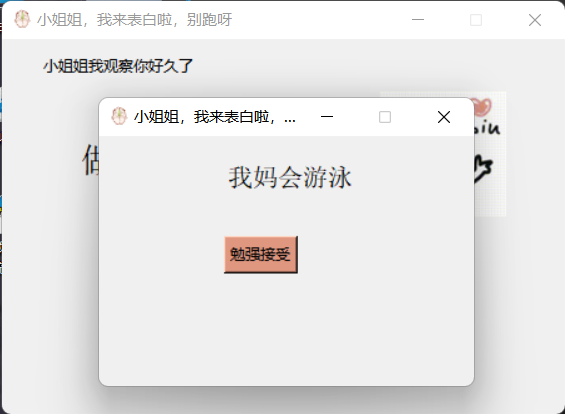 小姐姐，我来表白啦，别跑呀
小姐姐我观察你好久了
小姐姐，我来表白啦，...
我妈会游泳
勉强接受
做
biu